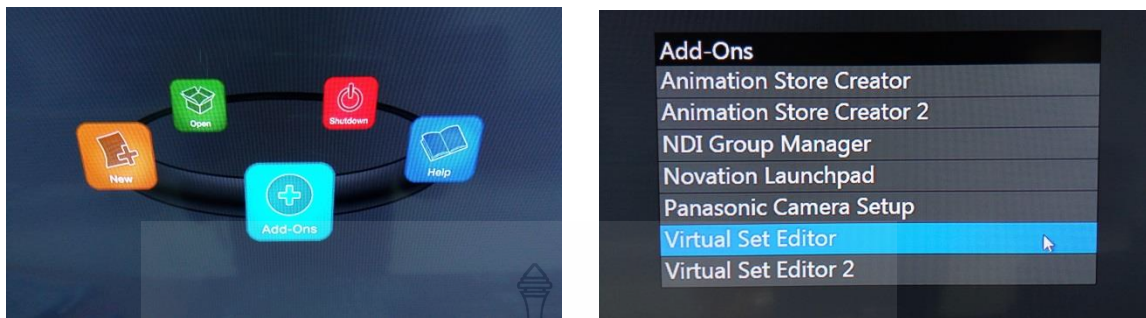 Open
Shutdown
New
Help
Add-Ons
Add-Ons
Animation Store Creator
Animation Store Creator 2
NDI Group Manager
Novation Launchpad
Panasonic Camera Setup
Virtual Set Editor
Virtual Set Editor 2